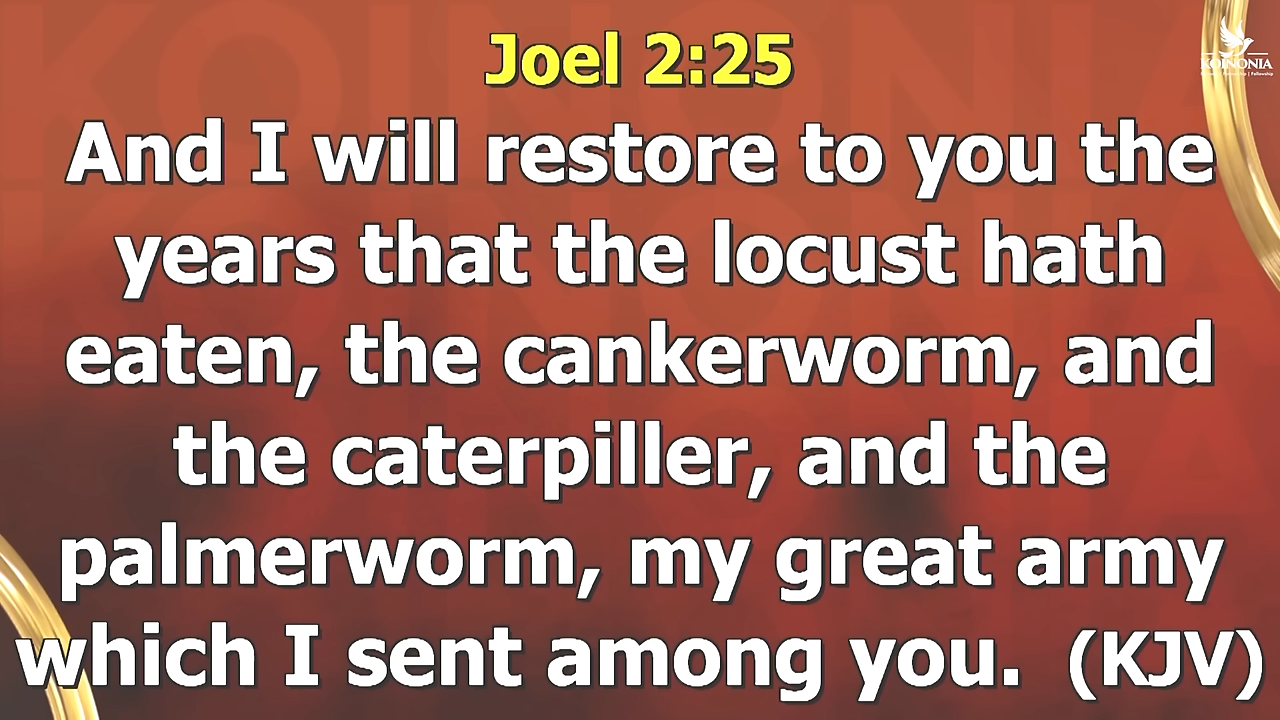 Joel 2:25
KOINONIA
And I will restore to you the
years that the locust hath
eaten, the cankerworm, and
the caterpiller, and the
palmerworm, my great army
which I sent among you. (KJV)